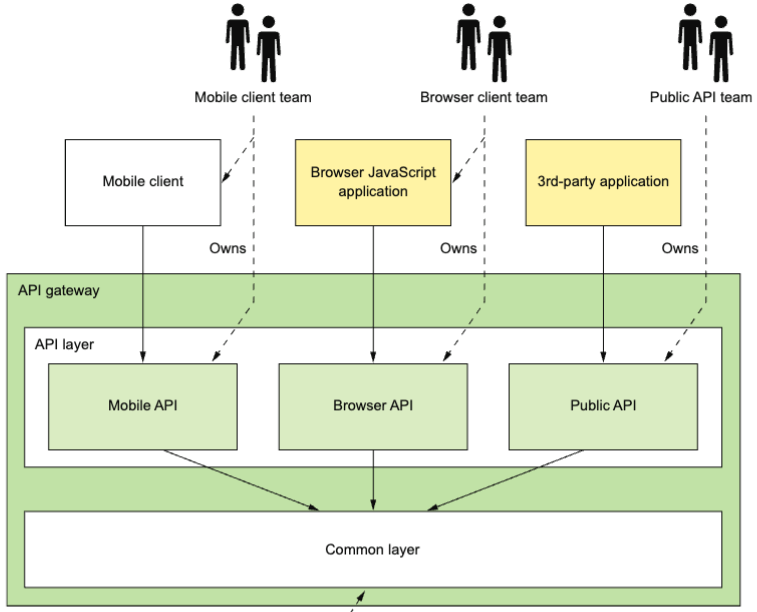 Mobile client team
Browser client team
Public API team
Mobile client
Browser JavaScript
application
3rd-party application
Owns
Owns
Owns
API gateway
API layer
Mobile API
Browser API
Public API
Common layer